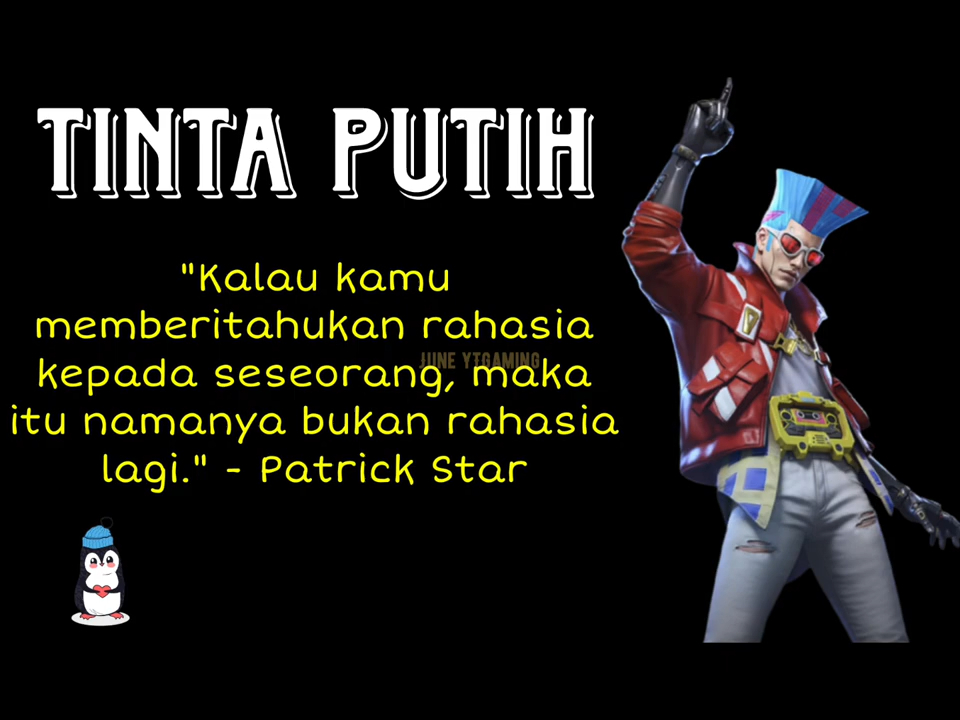 TINTA PUTIH
"Kalau kamu
memberitahukan rahasia
kepada seseorang, maka
itu namanya bukan rahasia
lagi." - Patrick Star
JUNE YTGAMING